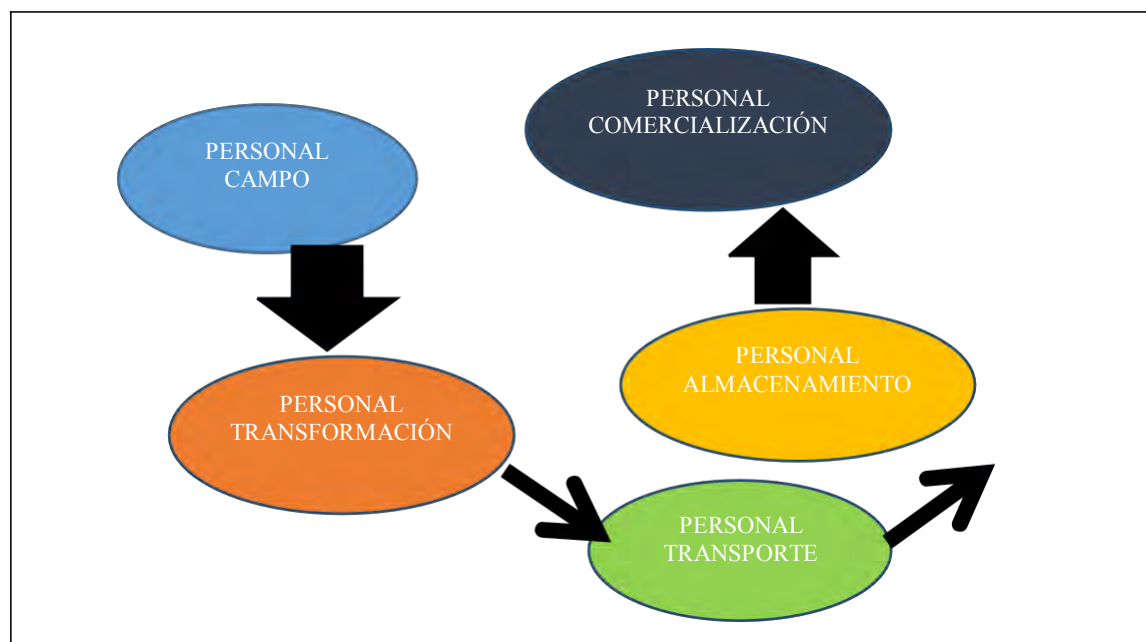 PERSONAL
CAMPO
PERSONAL
TRANSFORMACIÓN
PERSONAL
TRANSPORTE
PERSONAL
ALMACENAMIENTO
PERSONAL
COMERCIALIZACIÓN